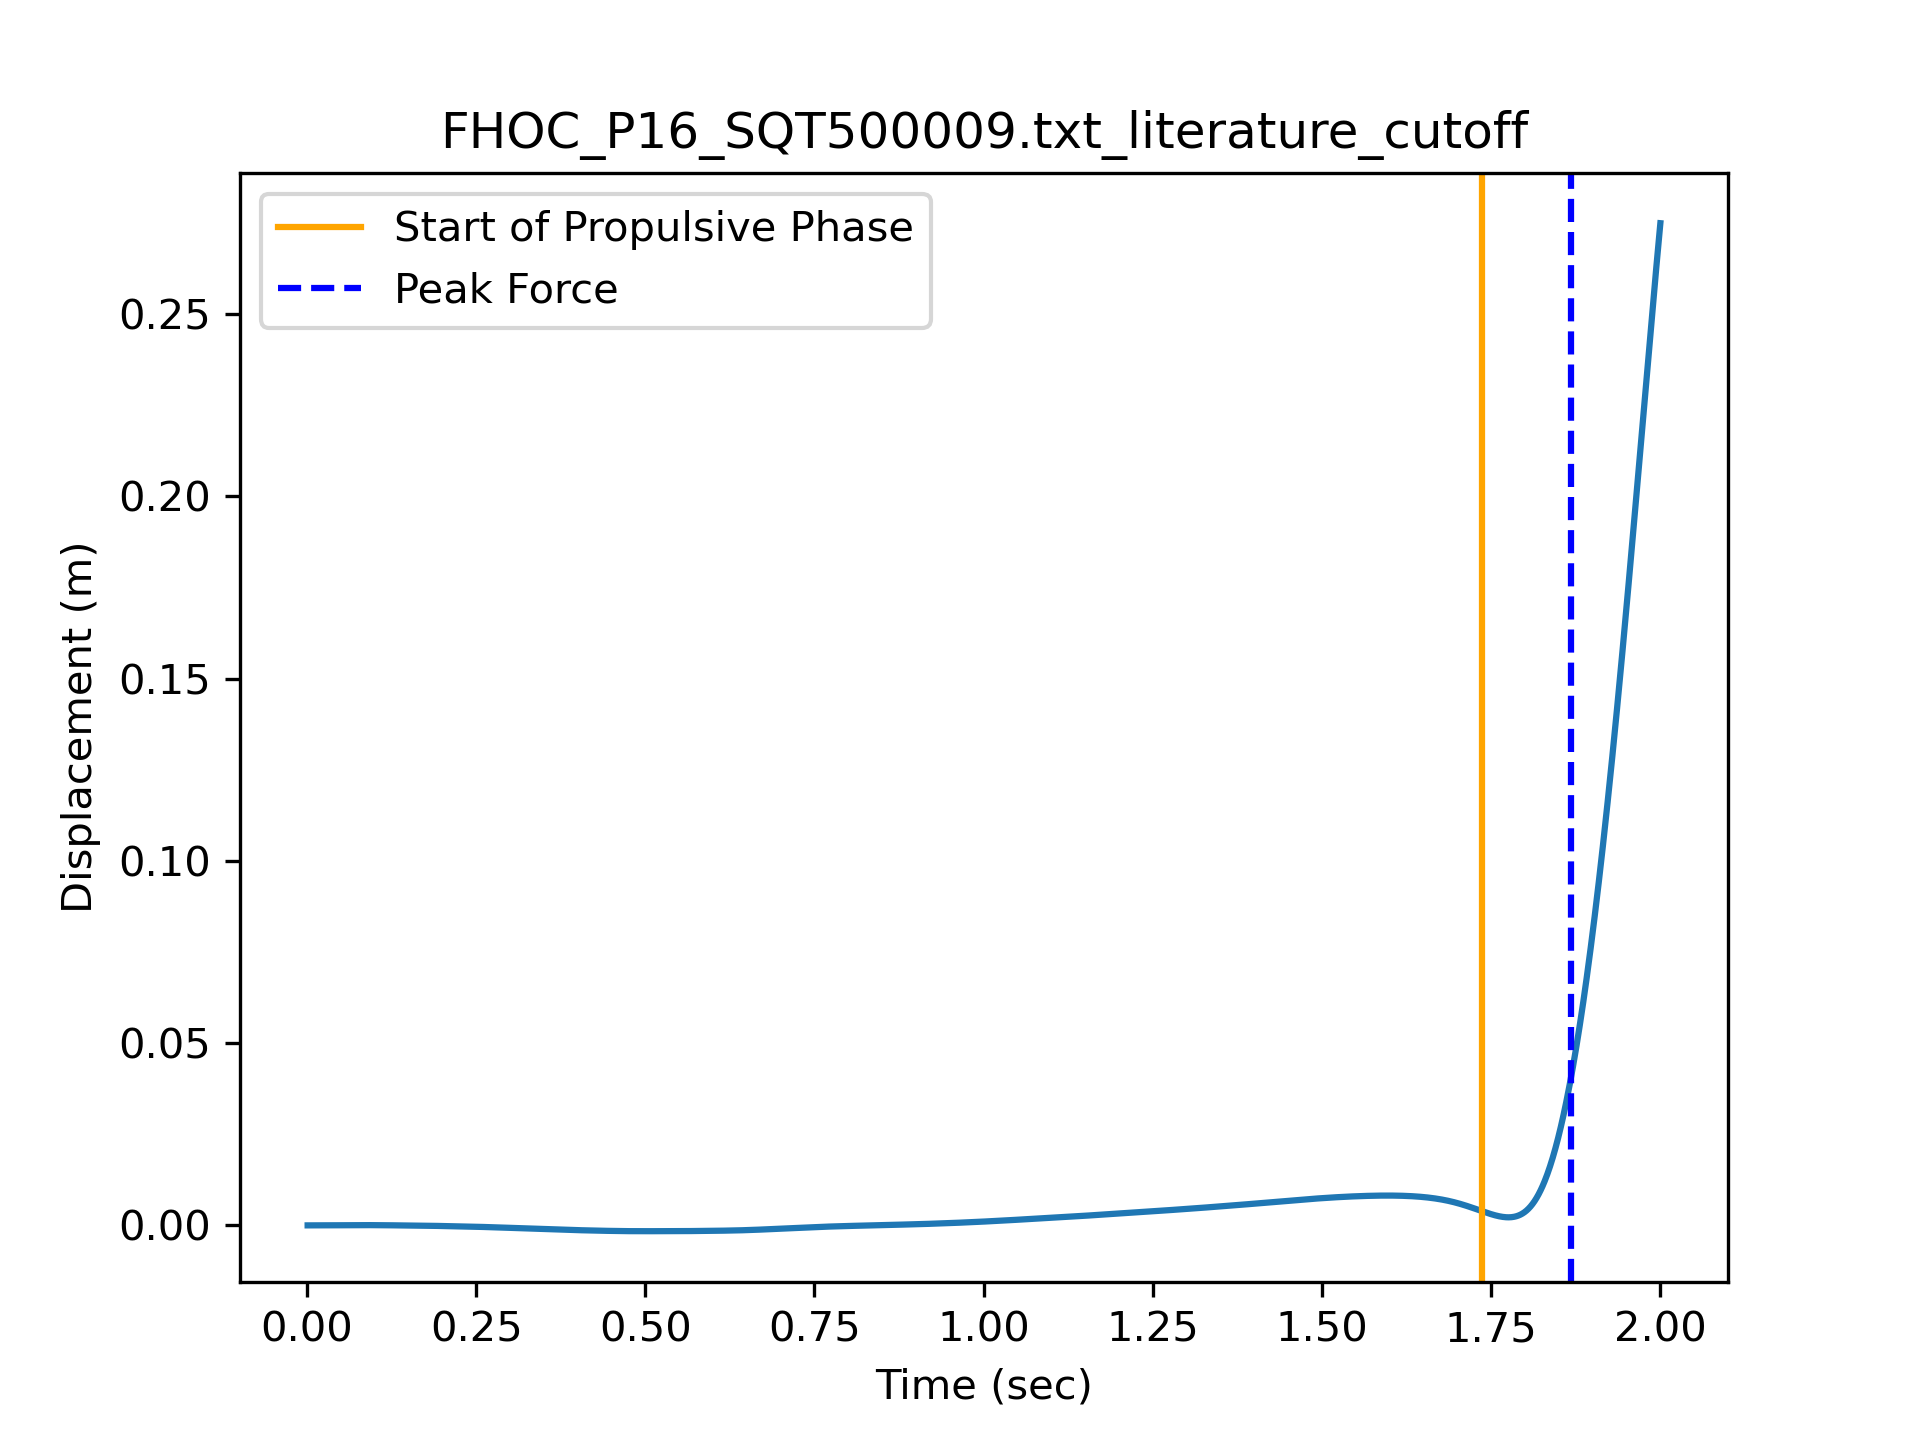 FHOC_P16_SQT500009.txt_literature_cutoff
Start of Propulsive Phase
Peak Force
Displacement (m)
0.25
0.20
0.15
0.10
0.05
0.00
0.00 0.25 0.50 0.75 1.00 1.25 1.50 1.75 2.00
Time (sec)